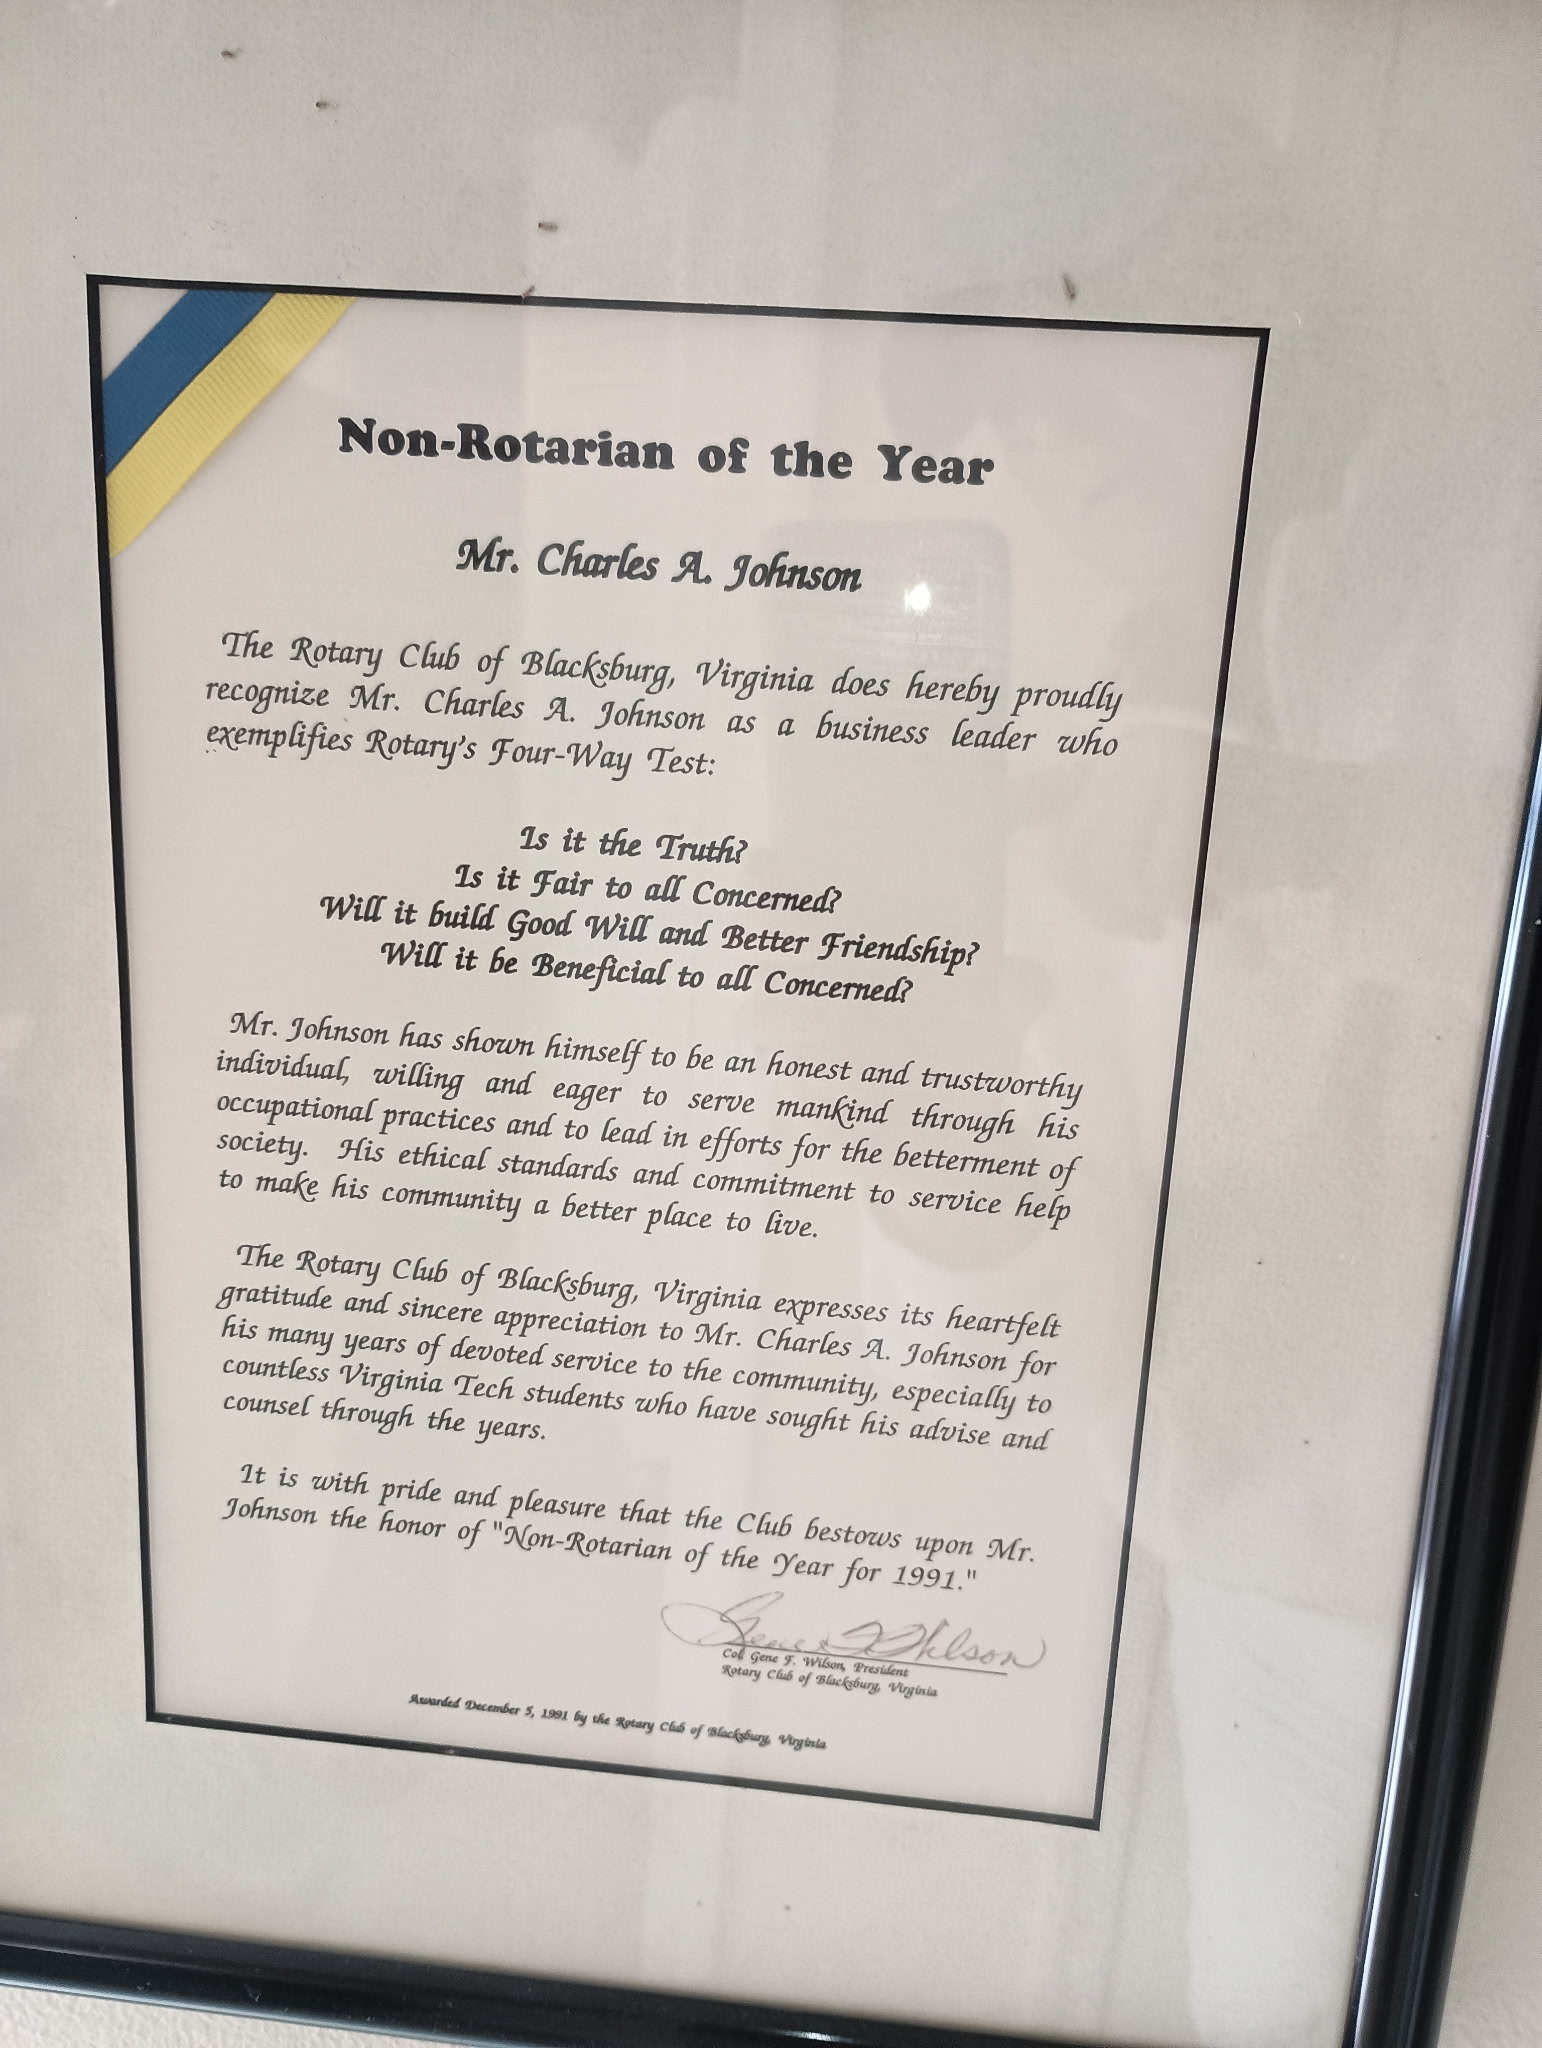 Non-Rotarian of the Year
Mr. Charles A. Johnson
The Rotary Club of Blacksburg, Virginia does hereby proudly
recognize Mr. Charles A. Johnson as a business leader who
exemplifies Rotary's Four-Way Test:
Is it the Truth?
Is it Fair to all Concerned?
Will it build Good Will and Better Friendship?
Will it be Beneficial to all Concerned?
Mr. Johnson has shown himself to be an honest and trustworthy
individual, willing and eager to serve mankind through his
occupational practices and to lead in efforts for the betterment of
society. His ethical standards and commitment to service help
to make his community a better place to live.
The Rotary Club of Blacksburg, Virginia expresses its heartfelt
gratitude and sincere appreciation to Mr. Charles A. Johnson for
his many years of devoted service to the community, especially to
countless Virginia Tech students who have sought his advise and
counsel through the years.
It is with pride and pleasure that the Club bestows upon Mr.
Johnson the honor of "Non-Rotarian of the Year for 1991."
Gene F Wilson
Col Gene F. Wilson, President
Rotary Club of Blacksburg, Virginia
Awarded December 5, 1991 by the Rotary Club of Blacksburg, Virginia